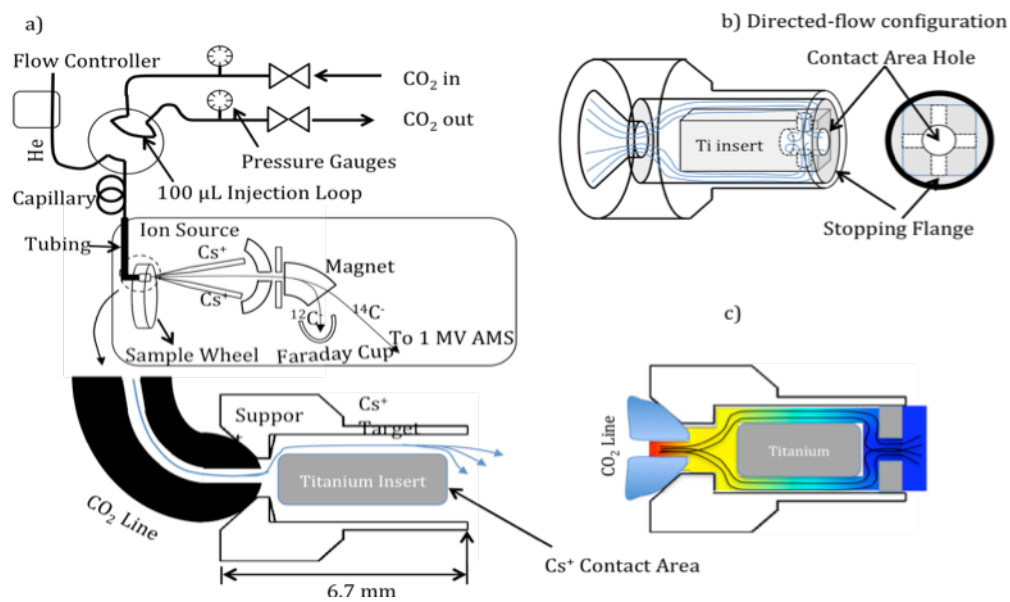 a)
Flow Controller
CO2 in
CO2 out
He
Pressure Gauges
100 μL Injection Loop
Capillary
Tubing
Ion Source
Cs+
Cs+
Magnet
12C-
14C-
To 1 MV AMS
Sample Wheel
Faraday Cup
Suppor
t
Cs+
Target
Titanium Insert
CO2 Line
Cs+ Contact Area
6.7 mm
b) Directed-flow configuration
Contact Area Hole
Ti insert
Stopping Flange
c)
CO2 Line
Titanium